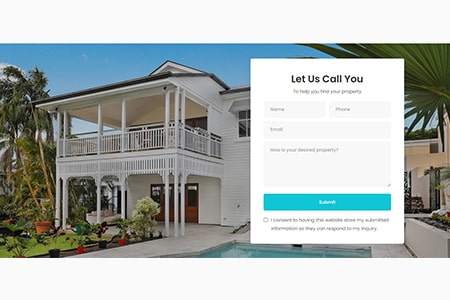 Let Us Call You
To help you find your property
Name
Phone
Email
How is your desired property?
Submit
I consent to having this website store my submitted
information so they can respond to my inquiry.